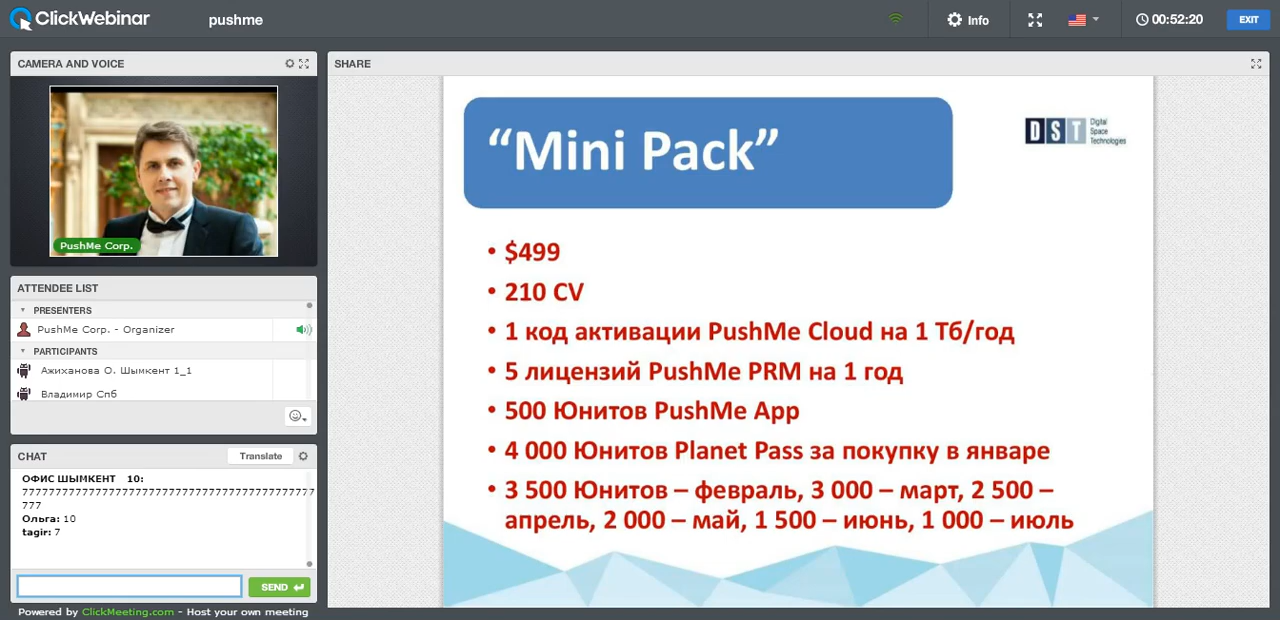 ClickWebinar
pushme
Info
00:52:20
EXIT
CAMERA AND VOICE
PushMe Corp.
ATTENDEE LIST
PRESENTERS
PushMe Corp. - Organizer
PARTICIPANTS
Ажиханова О. Шымкент 1_1
Владимир Спб
CHAT
Translate
ОФИС ШЫМКЕНТ 10:
77777777777777777777777777777777777777777777
777
Ольга: 10
tagir: 7
SEND
Powered by ClickMeeting.com - Host your own meeting
SHARE
“Mini Pack”
DST Digital
Space
Technologies
• $499
• 210 CV
• 1 код активации PushMe Cloud на 1 Тб/год
• 5 лицензий PushMe PRM на 1 год
• 500 Юнитов PushMe App
• 4 000 Юнитов Planet Pass за покупку в январе
• 3 500 Юнитов – февраль, 3 000 – март, 2 500 –
апрель, 2 000 – май, 1 500 – июнь, 1 000 – июль